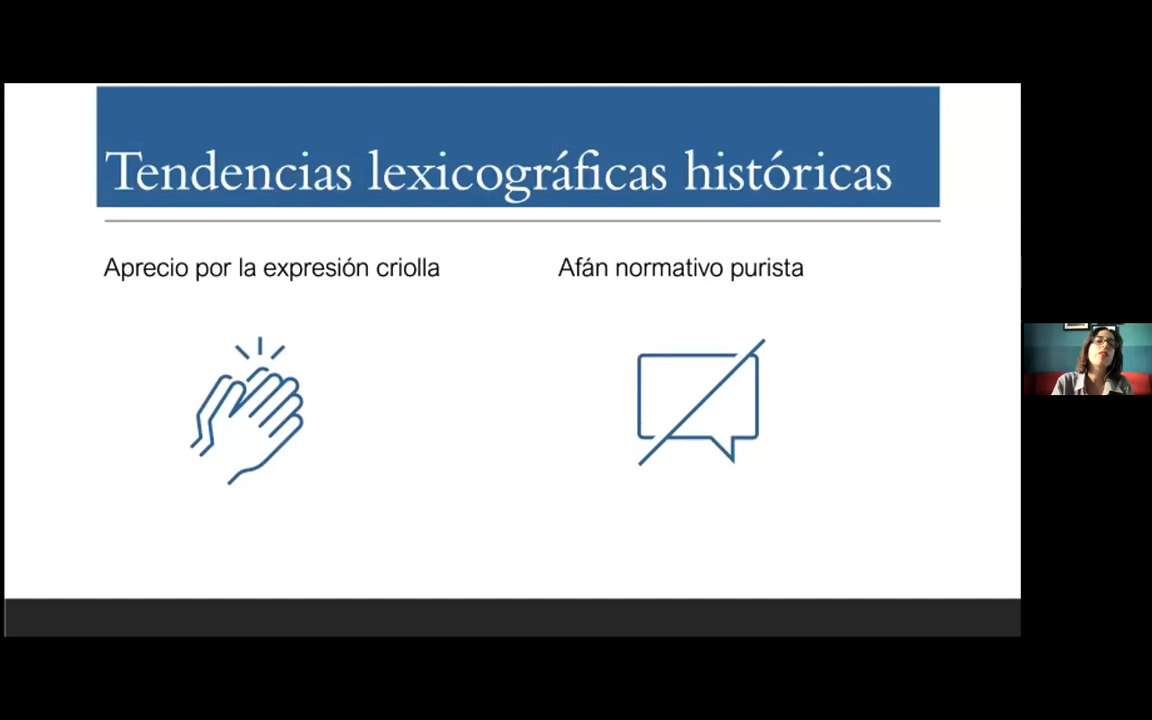 Tendencias lexicográficas históricas
Aprecio por la expresión criolla
Afán normativo purista